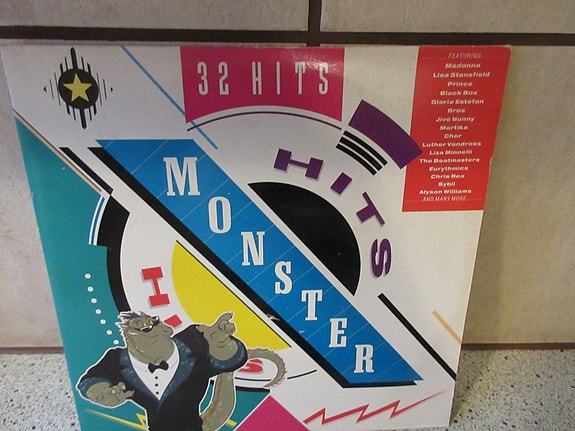 32 HITS
FEATURING
Madonna
Lisa Stansfield
Prince
Black Box
Gloria Estefan
Bros
Jive Bunny
Martika
Cher
Luther Vandross
Liza Minnelli
The Beatmasters
Eurythmics
Chris Rea
Sybil
Alyson Williams
AND MANY MORE...
HITS
MONSTER
HI